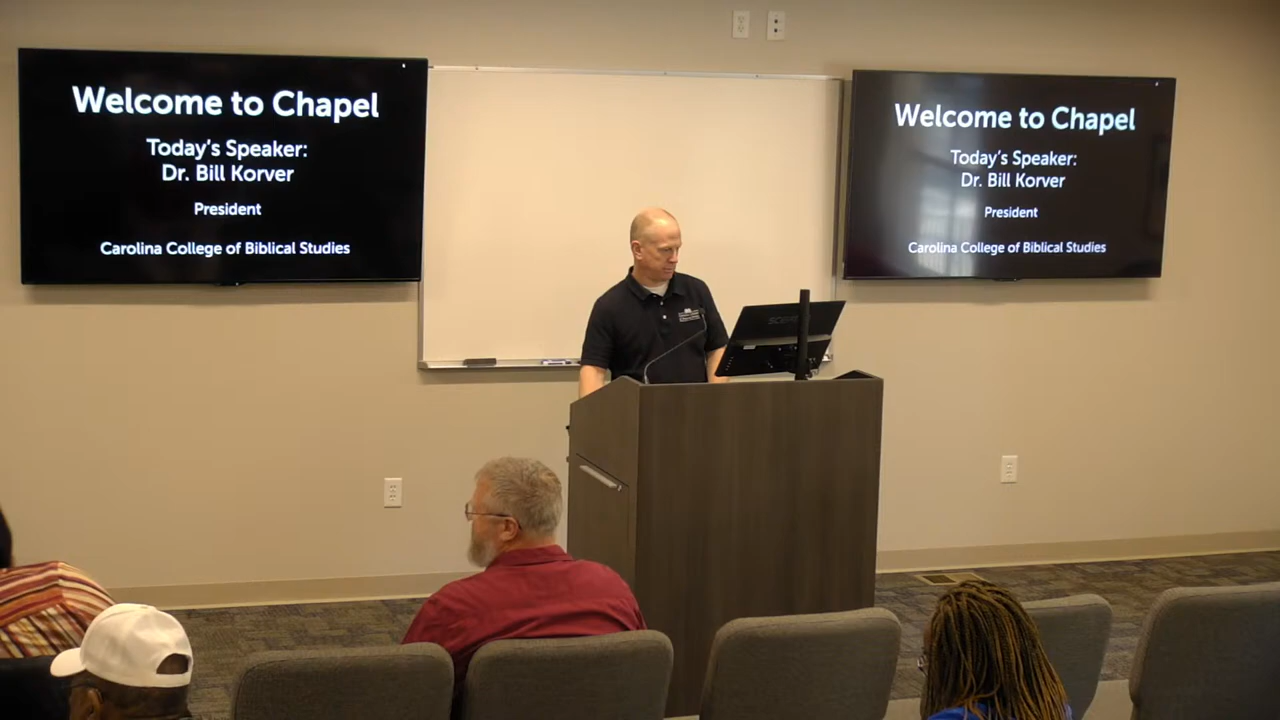 Welcome to Chapel
Today's Speaker:
Dr. Bill Korver
President
Carolina College of Biblical Studies
Welcome to Chapel
Today's Speaker:
Dr. Bill Korver
President
Carolina College of Biblical Studies